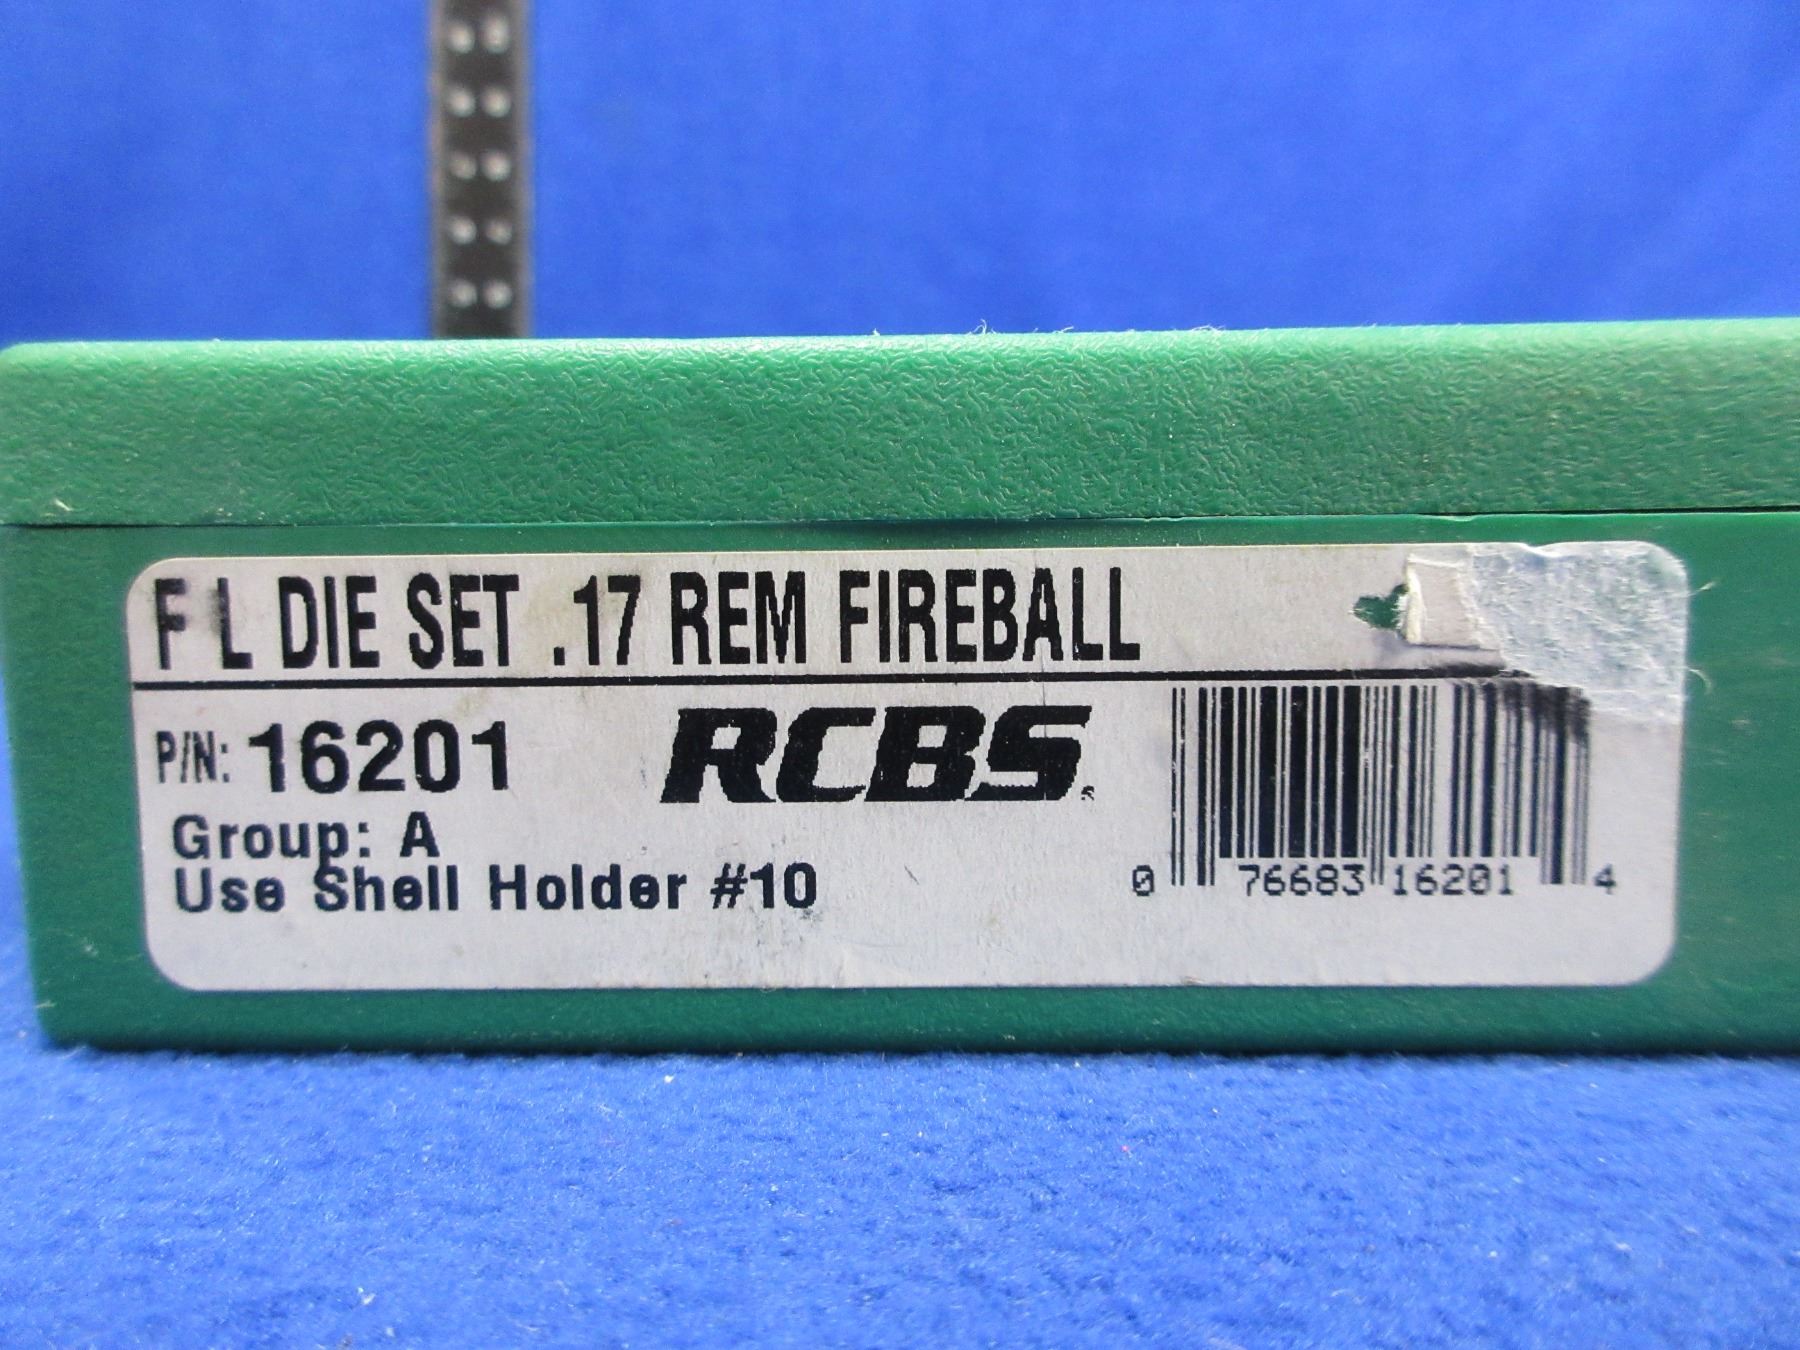 F L DIE SET .17 REM FIREBALL
P/N: 16201
RCBS
Group: A
Use Shell Holder #10
0 76683 16201 4